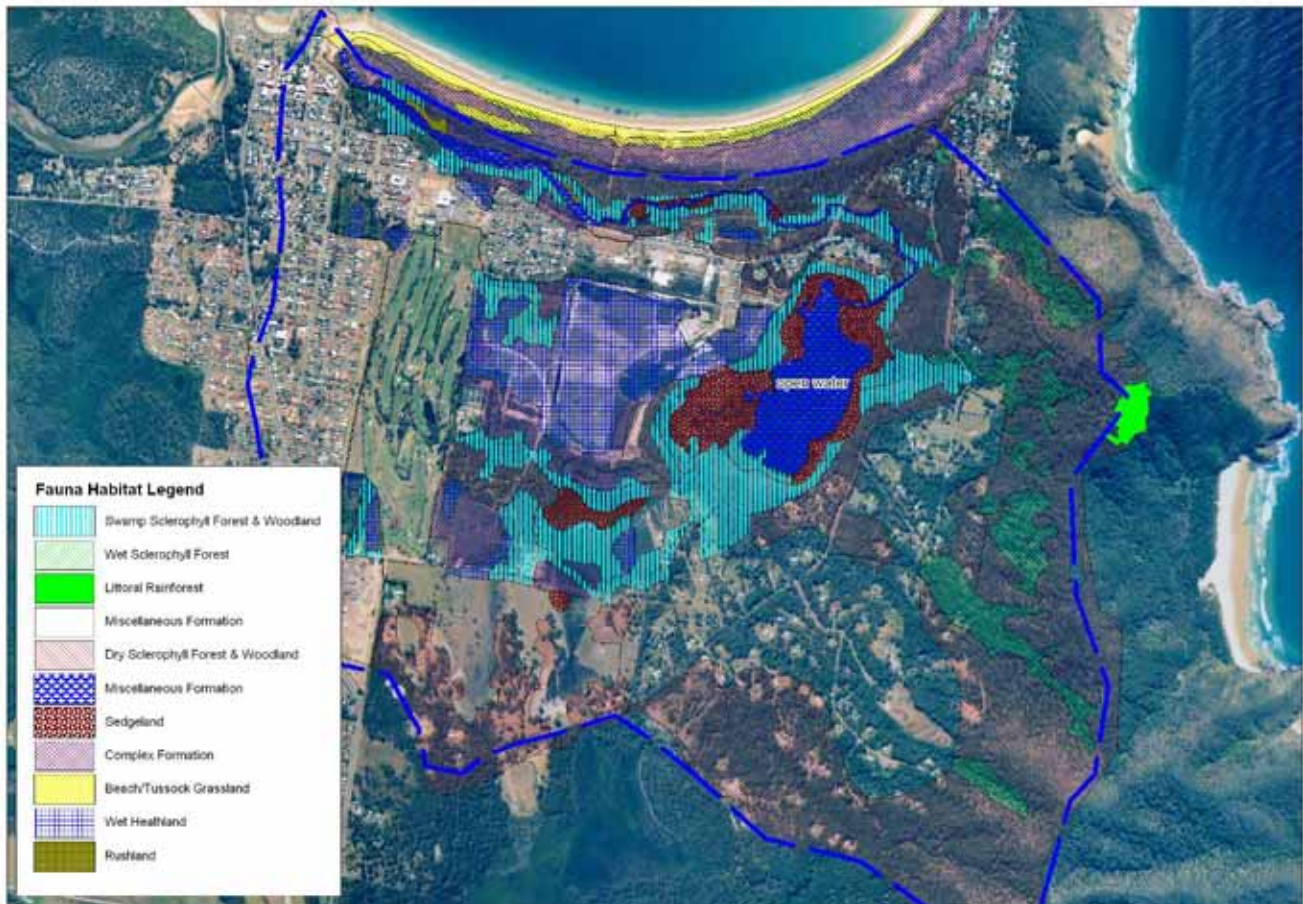 open water
Fauna Habitat Legend
Swamp Sclerophyll Forest & Woodland
Wet Sclerophyll Forest
Littoral Rainforest
Miscellaneous Formation
Dry Sclerophyll Forest & Woodland
Miscellaneous Formation
Sedgeland
Complex Formation
Beach/Tussock Grassland
Wet Heathland
Rushland